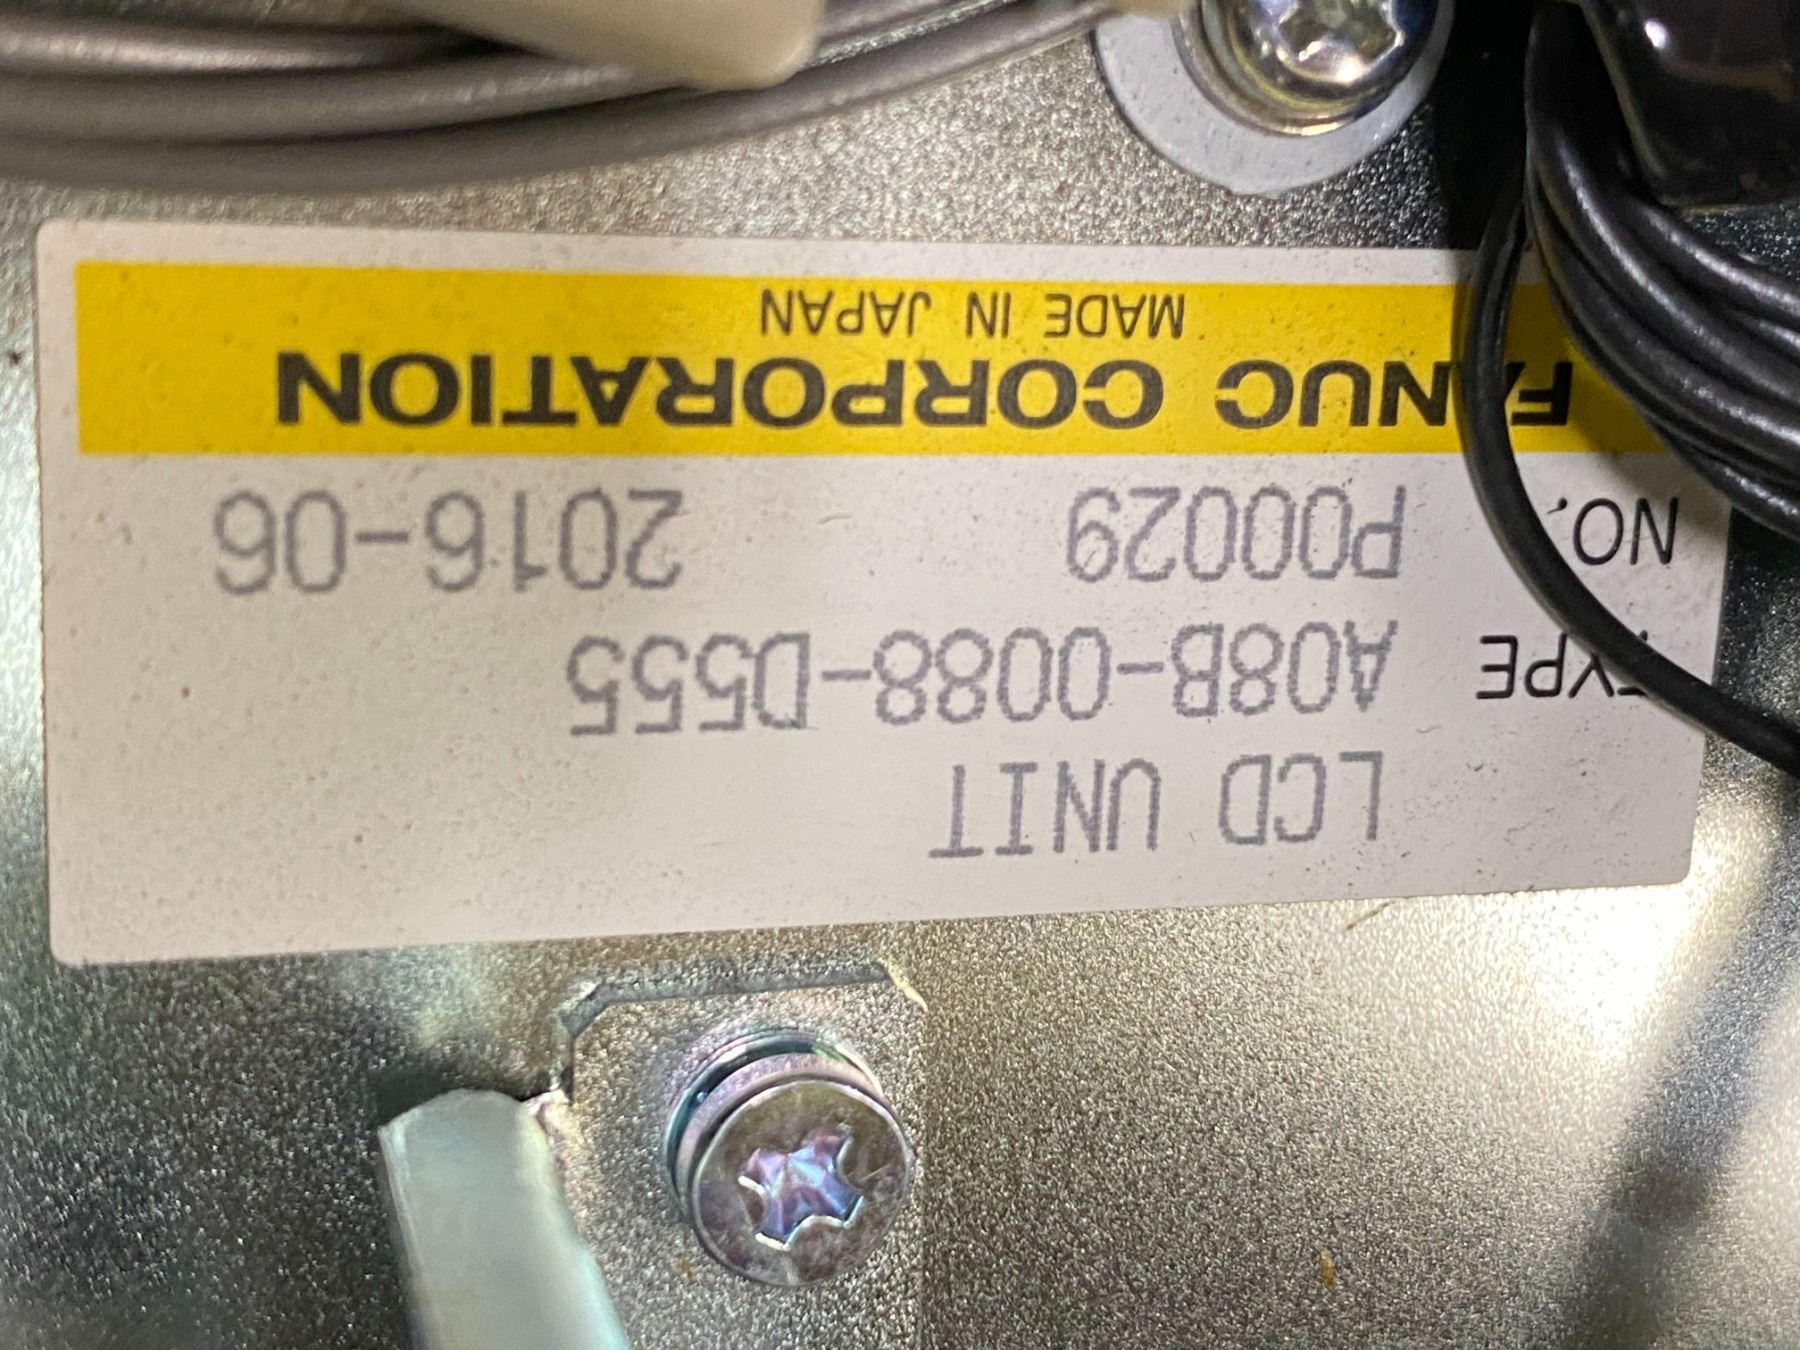 LCD UNIT
TYPE A08B-0088-D555
NO. P00029 2016-06
FANUC CORPORATION
MADE IN JAPAN